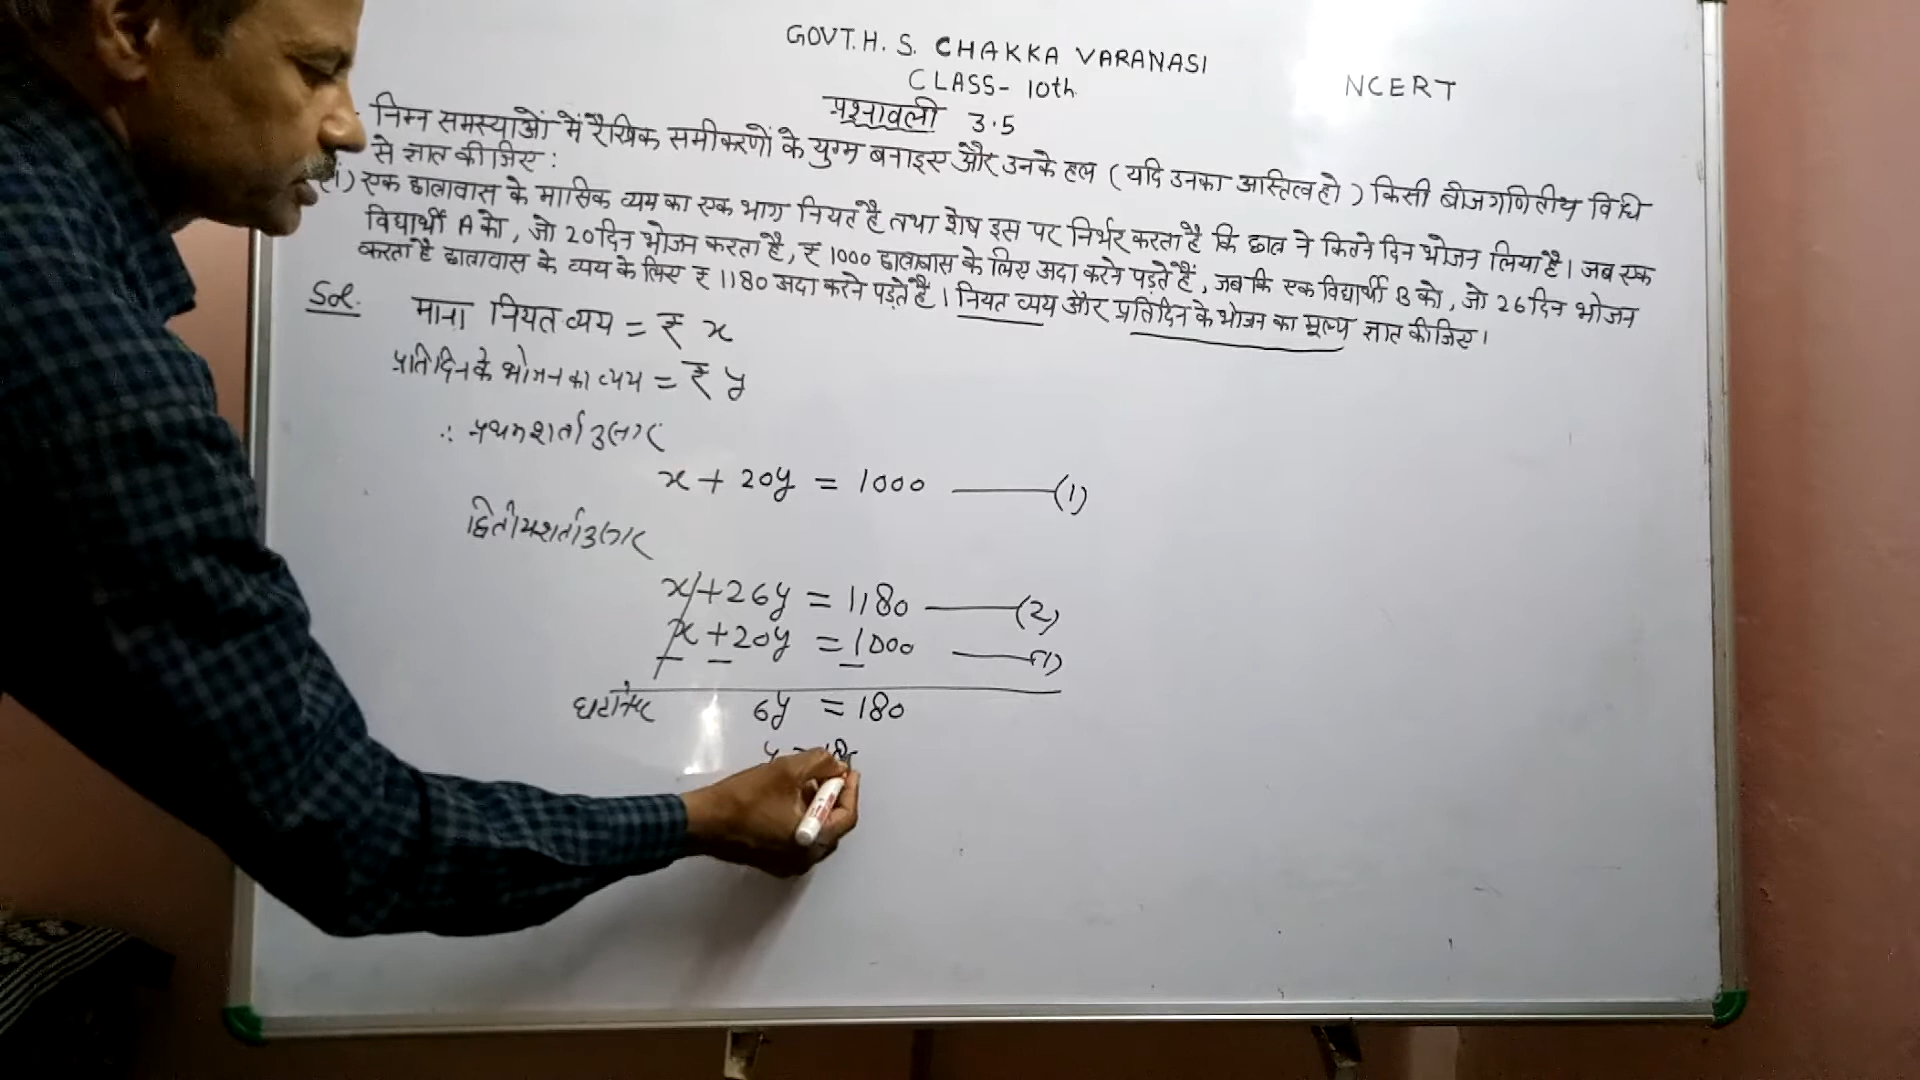 GOVT. H. S. CHAKKA VARANASI
CLASS- 10th.
NCERT
प्रश्नावली 3.5
निम्न समस्याओं में रैखिक समीकरणों के युग्म बनाइए और उनके हल ( यदि उनका अस्तित्व हो ) किसी बीजगणितीय विधि
से ज्ञात कीजिए :
(i) एक छात्रावास के मासिक व्यय का एक भाग नियत है तथा शेष इस पर निर्भर करता है कि छात्र ने कितने दिन भोजन लिया है। जब एक
विद्यार्थी A को, जो 20 दिन भोजन करता है, ₹ 1000 छात्रावास के लिए अदा करने पड़ते हैं, जब कि एक विद्यार्थी B को, जो 26 दिन भोजन
करता है छात्रावास के व्यय के लिए ₹ 1180 अदा करने पड़ते हैं। नियत व्यय और प्रतिदिन के भोजन का मूल्य ज्ञात कीजिए।
Sol. माना नियत व्यय = ₹ x
प्रतिदिन के भोजन का व्यय = ₹ y
∴ प्रथम शर्तानुसार
x + 20y = 1000 —— (1)
द्वितीय शर्तानुसार
x + 26y = 1180 —— (2)
x + 20y = 1000 —— (1)
− − −
घटाने पर 6y = 180
y =